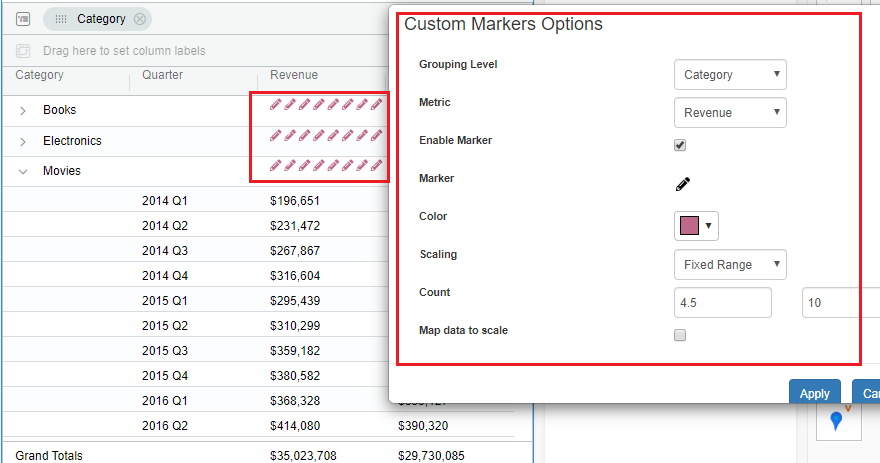 Category
Drag here to set column labels
Category Quarter Revenue
Books
Electronics
Movies
2014 Q1 $196,651
2014 Q2 $231,472
2014 Q3 $267,867
2014 Q4 $316,604
2015 Q1 $295,439
2015 Q2 $310,299
2015 Q3 $359,182
2015 Q4 $380,582
2016 Q1 $368,328
2016 Q2 $414,080 $390,320
Grand Totals $35,023,708 $29,730,085
Custom Markers Options
Grouping Level Category
Metric Revenue
Enable Marker
Marker
Color
Scaling Fixed Range
Count 4.5 10
Map data to scale
Apply